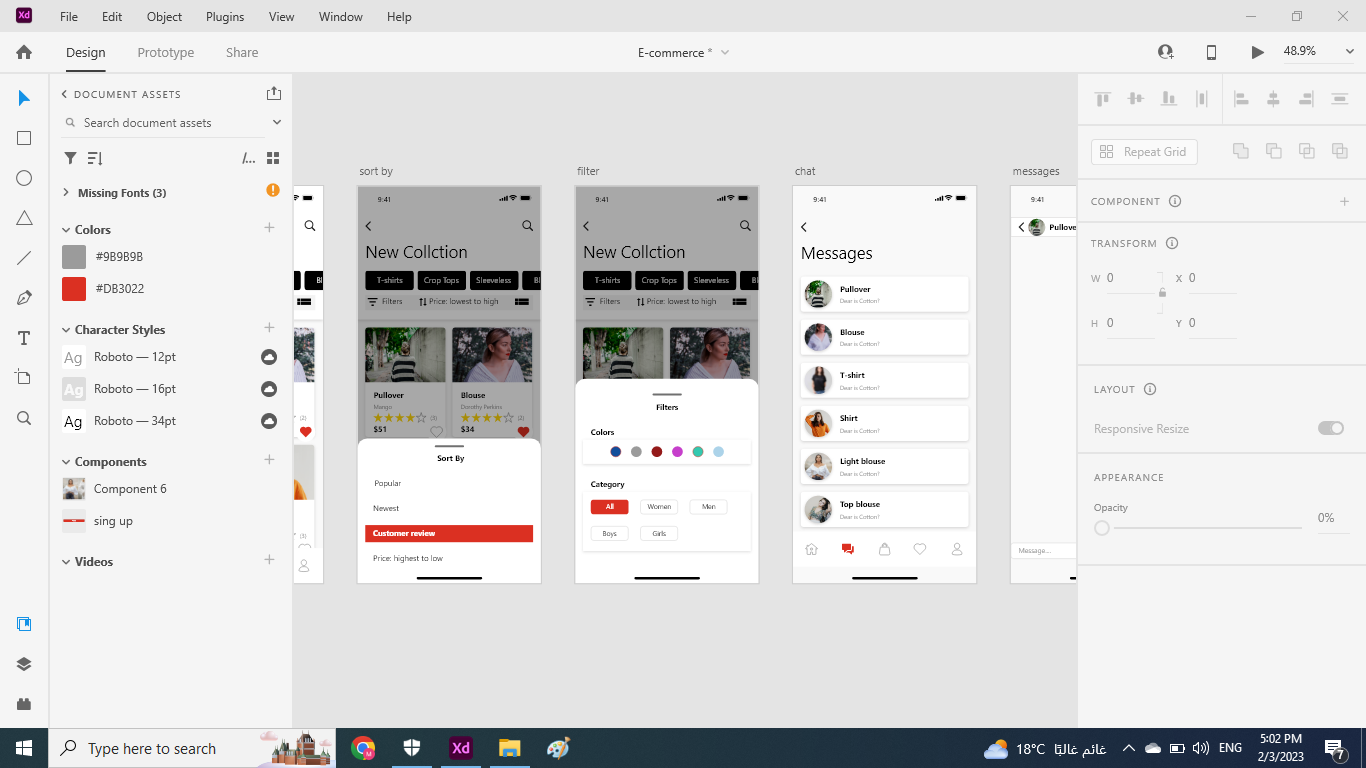 Xd File Edit Object Plugins View Window Help
Design Prototype Share E-commerce * 48.9%
DOCUMENT ASSETS
Search document assets
/...
Missing Fonts (3)
Colors
#9B9B9B
#DB3022
Character Styles
Ag Roboto — 12pt
Ag Roboto — 16pt
Ag Roboto — 34pt
Components
Component 6
sing up
Videos
sort by
9:41
New Collction
T-shirts Crop Tops Sleeveless Bl
Filters Price: lowest to high
Pullover Blouse
Mango Dorothy Perkins
(3) (2)
$51 $34
Sort By
Popular
Newest
Customer review
Price: highest to low
filter
9:41
New Collction
T-shirts Crop Tops Sleeveless Bl
Filters Price: lowest to high
Filters
Colors
Category
All Women Men
Boys Girls
chat
9:41
Messages
Pullover
Dear is Cotton?
Blouse
Dear is Cotton?
T-shirt
Dear is Cotton?
Shirt
Dear is Cotton?
Light blouse
Dear is Cotton?
Top blouse
Dear is Cotton?
messages
9:41
Pullove
Message...
Repeat Grid
COMPONENT
TRANSFORM
W 0 X 0
H 0 Y 0
LAYOUT
Responsive Resize
APPEARANCE
Opacity
0%
Type here to search
M
Xd
18°C غائم غالبًا
ENG
5:02 PM
2/3/2023
7